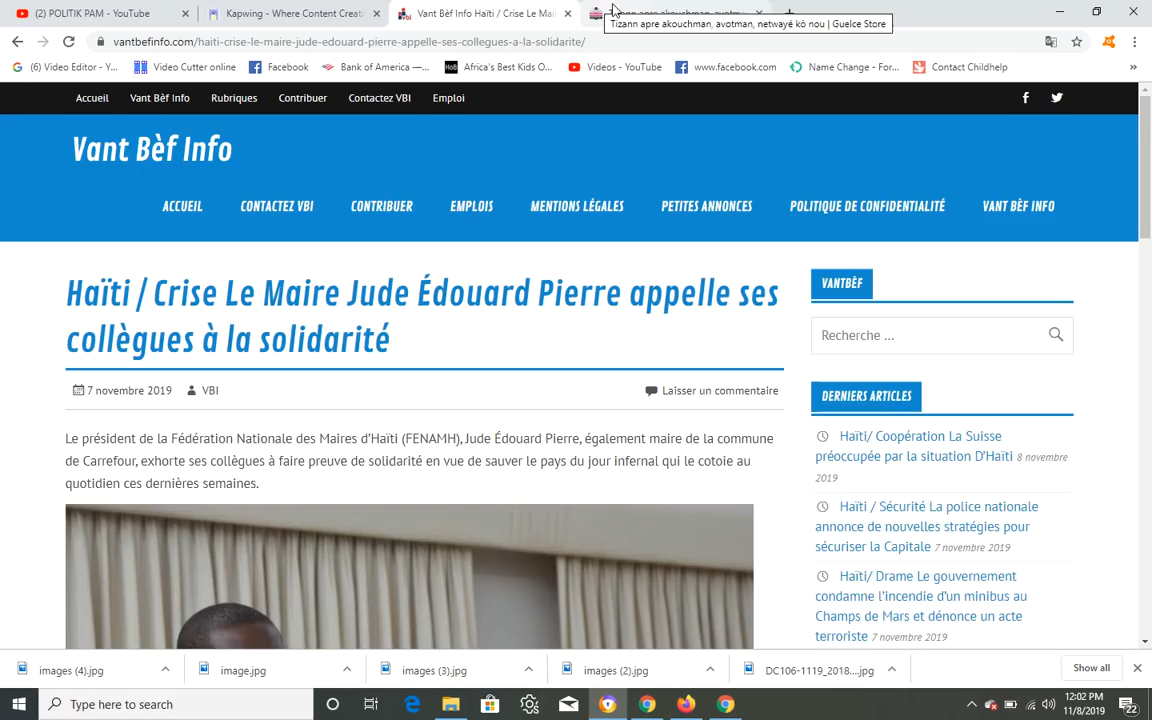 (2) POLITIK PAM - YouTube
Kapwing - Where Content Creati
Vant Bèf Info Haïti / Crise Le Mai
Tizann apre akouchman, avotman, netwayé kò nou | Guelce Store
vantbefinfo.com/haiti-crise-le-maire-jude-edouard-pierre-appelle-ses-collegues-a-la-solidarite/
(6) Video Editor - Y...
Video Cutter online
Facebook
Bank of America —...
Africa's Best Kids O...
Videos - YouTube
www.facebook.com
Name Change - For...
Contact Childhelp
»
Accueil
Vant Bèf Info
Rubriques
Contribuer
Contactez VBI
Emploi
Vant Bèf Info
ACCUEIL
CONTACTEZ VBI
CONTRIBUER
EMPLOIS
MENTIONS LÉGALES
PETITES ANNONCES
POLITIQUE DE CONFIDENTIALITÉ
VANT BÈF INFO
Haïti / Crise Le Maire Jude Édouard Pierre appelle ses
collègues à la solidarité
7 novembre 2019
VBI
Laisser un commentaire
Le président de la Fédération Nationale des Maires d'Haïti (FENAMH), Jude Édouard Pierre, également maire de la commune
de Carrefour, exhorte ses collègues à faire preuve de solidarité en vue de sauver le pays du jour infernal qui le cotoie au
quotidien ces dernières semaines.
VANTBÈF
Recherche ...
DERNIERS ARTICLES
Haïti/ Coopération La Suisse
préoccupée par la situation D'Haïti 8 novembre
2019
Haïti / Sécurité La police nationale
annonce de nouvelles stratégies pour
sécuriser la Capitale 7 novembre 2019
Haïti/ Drame Le gouvernement
condamne l'incendie d'un minibus au
Champs de Mars et dénonce un acte
terroriste 7 novembre 2019
images (4).jpg
image.jpg
images (3).jpg
images (2).jpg
DC106-1119_2018....jpg
Show all
Type here to search
12:02 PM
11/8/2019
22